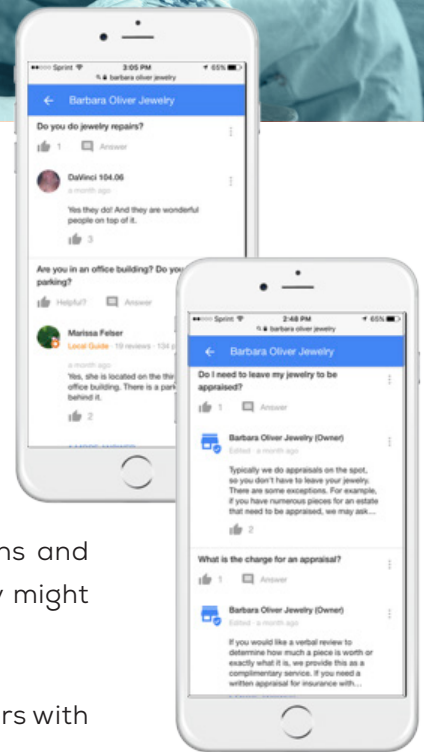 Sprint 3:05 PM 65%
barbara oliver jewelry
Barbara Oliver Jewelry
Do you do jewelry repairs?
1 Answer
DaVinci 104.06
a month ago
Yes they do! And they are wonderful
people on top of it.
3
Are you in an office building? Do you
parking?
Helpful? Answer
Marissa Felser
Local Guide · 19 reviews · 134 p
a month ago
Yes, she is located on the thi
office building. There is a par
behind it.
2
Sprint 2:48 PM 65%
barbara oliver jewelry
Barbara Oliver Jewelry
Do I need to leave my jewelry to be
appraised?
1 Answer
Barbara Oliver Jewelry (Owner)
Edited · a month ago
Typically we do appraisals on the spot,
so you don't have to leave your jewelry.
There are some exceptions. For example,
if you have numerous pieces for an estate
that need to be appraised, we may ask...
2
What is the charge for an appraisal?
1 Answer
Barbara Oliver Jewelry (Owner)
Edited · a month ago
If you would like a verbal review to
determine how much a piece is worth or
exactly what it is, we provide this as a
complimentary service. If you need a
written appraisal for insurance with...
ns and
might
rs with